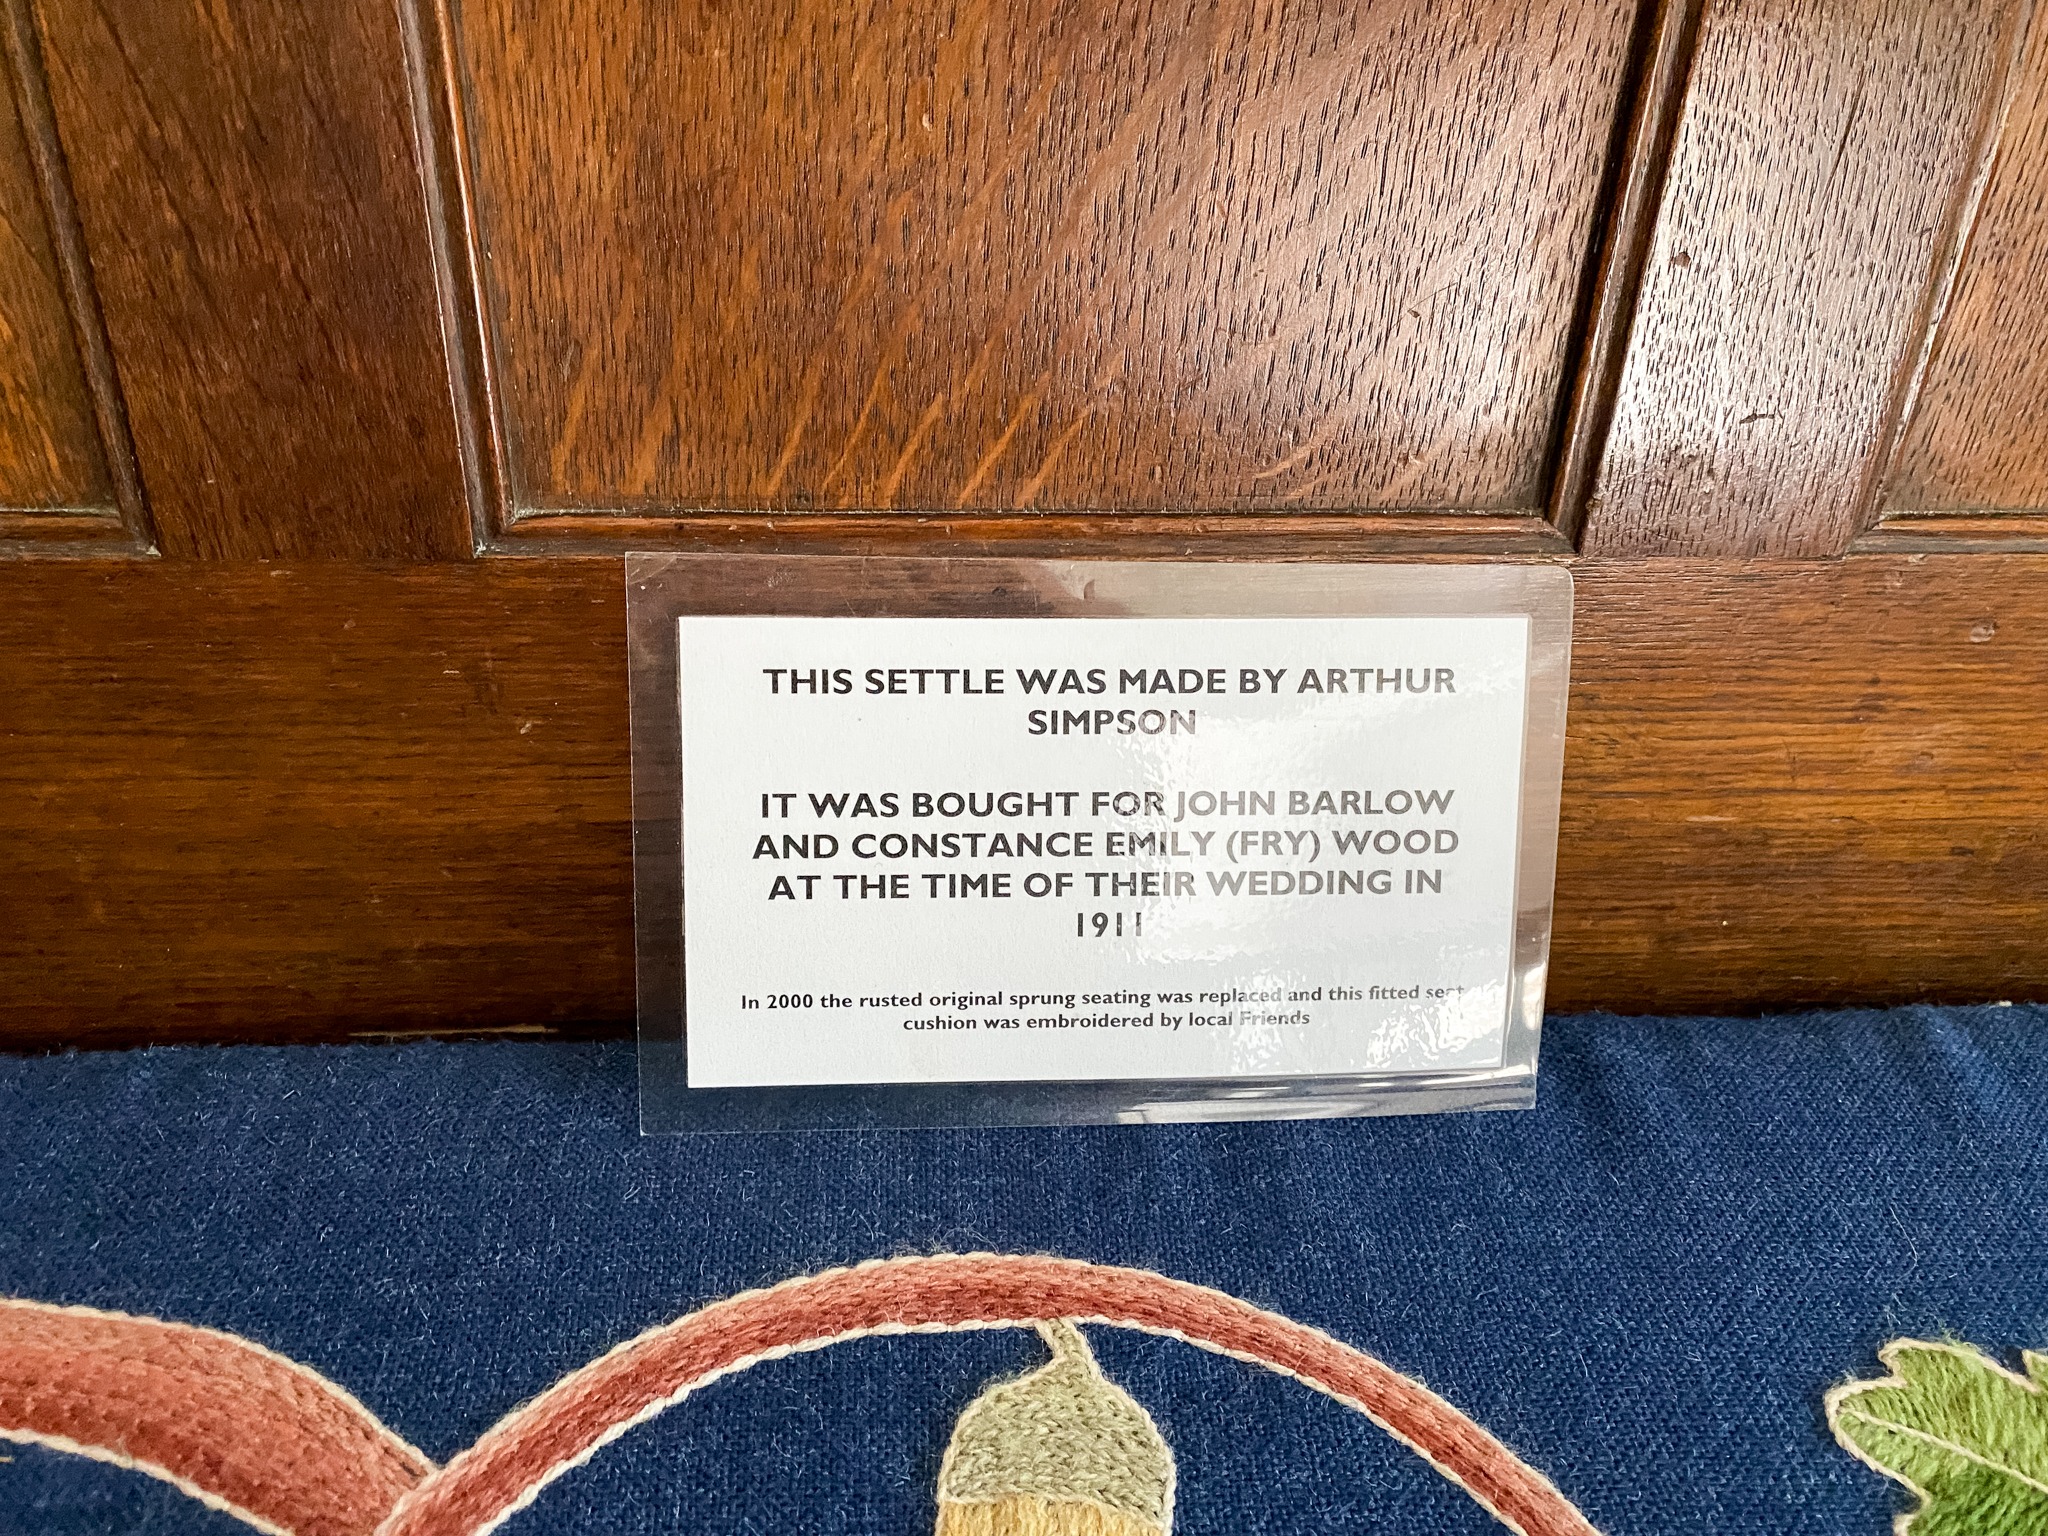 THIS SETTLE WAS MADE BY ARTHUR
SIMPSON
IT WAS BOUGHT FOR JOHN BARLOW
AND CONSTANCE EMILY (FRY) WOOD
AT THE TIME OF THEIR WEDDING IN
1911
In 2000 the rusted original sprung seating was replaced and this fitted seat
cushion was embroidered by local Friends